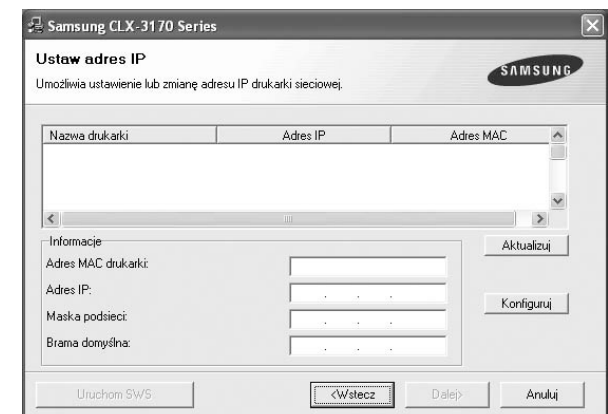 Samsung CLX-3170 Series
Ustaw adres IP
Umożliwia ustawienie lub zmianę adresu IP drukarki sieciowej.
SAMSUNG
Nazwa drukarki Adres IP Adres MAC
Informacje
Aktualizuj
Adres MAC drukarki:
Adres IP:
Konfiguruj
Maska podsieci:
Brama domyślna:
Uruchom SWS <Wstecz Dalej> Anuluj